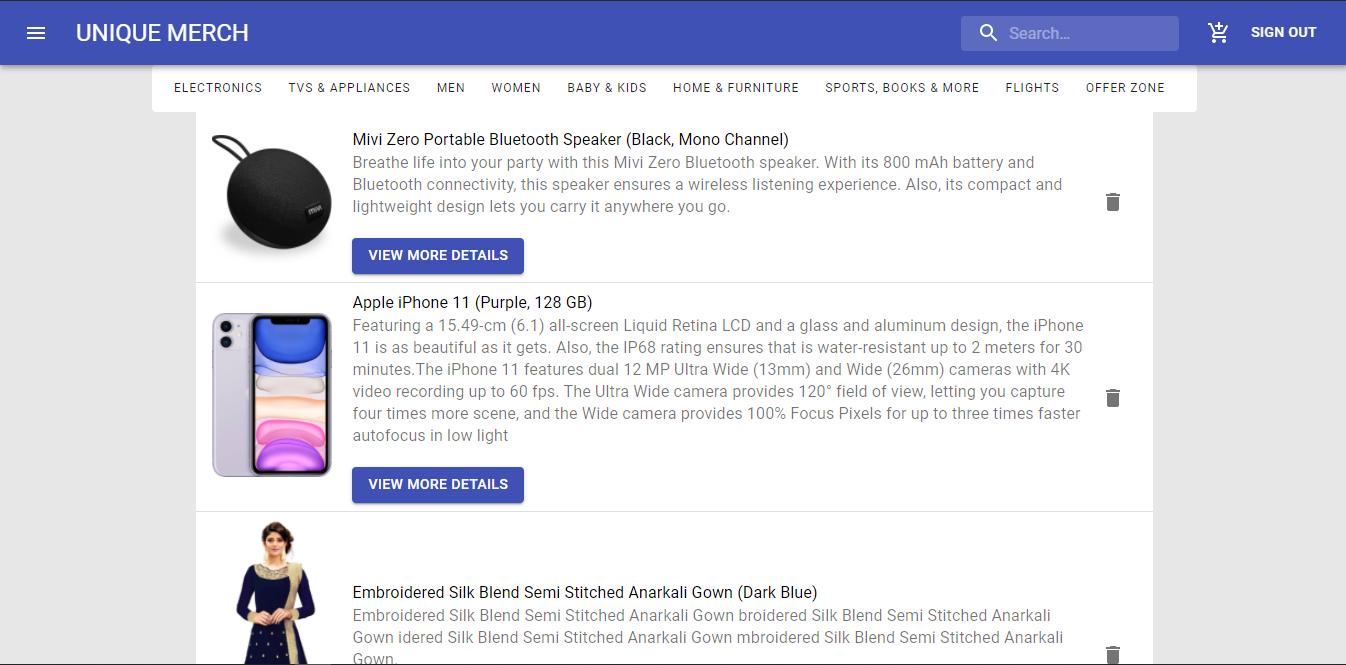 UNIQUE MERCH
Search...
SIGN OUT
ELECTRONICS TVS & APPLIANCES MEN WOMEN BABY & KIDS HOME & FURNITURE SPORTS, BOOKS & MORE FLIGHTS OFFER ZONE
Mivi Zero Portable Bluetooth Speaker (Black, Mono Channel)
Breathe life into your party with this Mivi Zero Bluetooth speaker. With its 800 mAh battery and
Bluetooth connectivity, this speaker ensures a wireless listening experience. Also, its compact and
lightweight design lets you carry it anywhere you go.
mivi
VIEW MORE DETAILS
Apple iPhone 11 (Purple, 128 GB)
Featuring a 15.49-cm (6.1) all-screen Liquid Retina LCD and a glass and aluminum design, the iPhone
11 is as beautiful as it gets. Also, the IP68 rating ensures that is water-resistant up to 2 meters for 30
minutes.The iPhone 11 features dual 12 MP Ultra Wide (13mm) and Wide (26mm) cameras with 4K
video recording up to 60 fps. The Ultra Wide camera provides 120° field of view, letting you capture
four times more scene, and the Wide camera provides 100% Focus Pixels for up to three times faster
autofocus in low light
VIEW MORE DETAILS
Embroidered Silk Blend Semi Stitched Anarkali Gown (Dark Blue)
Embroidered Silk Blend Semi Stitched Anarkali Gown broidered Silk Blend Semi Stitched Anarkali
Gown idered Silk Blend Semi Stitched Anarkali Gown mbroidered Silk Blend Semi Stitched Anarkali
Gown.